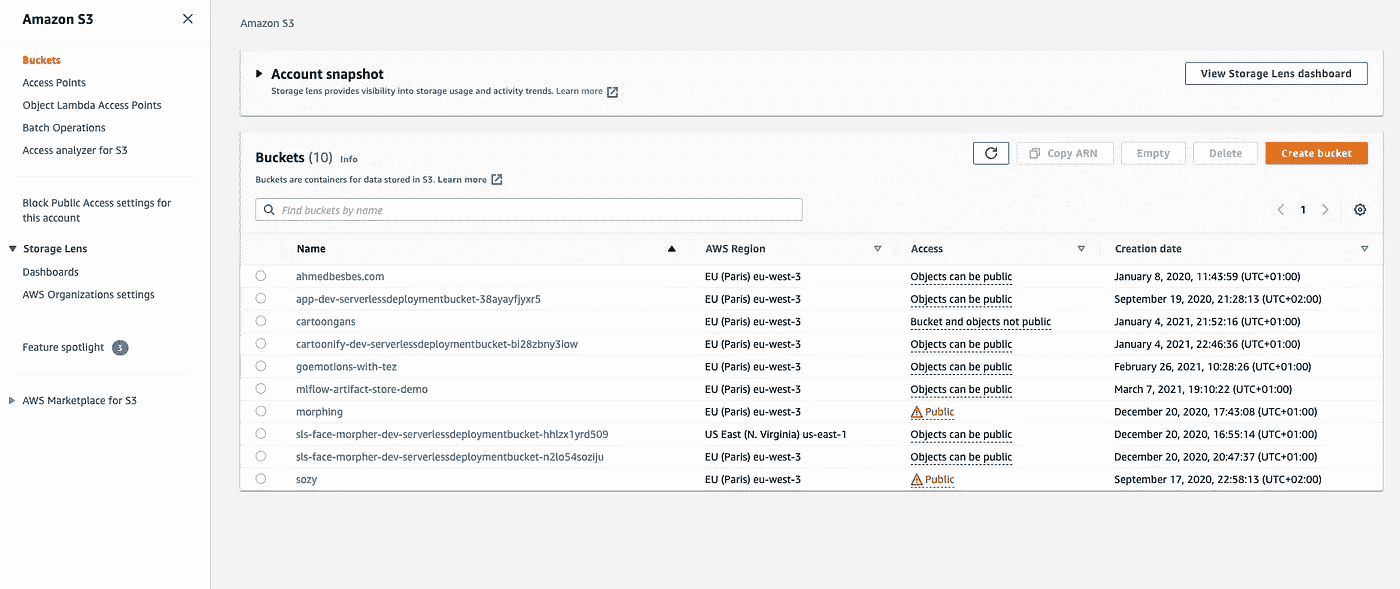 Amazon S3
Buckets
Access Points
Object Lambda Access Points
Batch Operations
Access analyzer for S3
Block Public Access settings for
this account
Storage Lens
Dashboards
AWS Organizations settings
Feature spotlight 3
AWS Marketplace for S3
Amazon S3
Account snapshot
Storage lens provides visibility into storage usage and activity trends. Learn more
View Storage Lens dashboard
Buckets (10) Info
Buckets are containers for data stored in S3. Learn more
Copy ARN Empty Delete Create bucket
Find buckets by name
1
Name AWS Region Access Creation date
ahmedbesbes.com EU (Paris) eu-west-3 Objects can be public January 8, 2020, 11:43:59 (UTC+01:00)
app-dev-serverlessdeploymentbucket-38ayayfjyxr5 EU (Paris) eu-west-3 Objects can be public September 19, 2020, 21:28:13 (UTC+02:00)
cartoongans EU (Paris) eu-west-3 Bucket and objects not public January 4, 2021, 21:52:16 (UTC+01:00)
cartoonify-dev-serverlessdeploymentbucket-bi28zbny3iow EU (Paris) eu-west-3 Objects can be public January 4, 2021, 22:46:36 (UTC+01:00)
goemotions-with-tez EU (Paris) eu-west-3 Objects can be public February 26, 2021, 10:28:26 (UTC+01:00)
mlflow-artifact-store-demo EU (Paris) eu-west-3 Objects can be public March 7, 2021, 19:10:22 (UTC+01:00)
morphing EU (Paris) eu-west-3 Public December 20, 2020, 17:43:08 (UTC+01:00)
sls-face-morpher-dev-serverlessdeploymentbucket-hhlzx1yrd509 US East (N. Virginia) us-east-1 Objects can be public December 20, 2020, 16:55:14 (UTC+01:00)
sls-face-morpher-dev-serverlessdeploymentbucket-n2lo54soziju EU (Paris) eu-west-3 Objects can be public December 20, 2020, 20:47:37 (UTC+01:00)
sozy EU (Paris) eu-west-3 Public September 17, 2020, 22:58:13 (UTC+02:00)